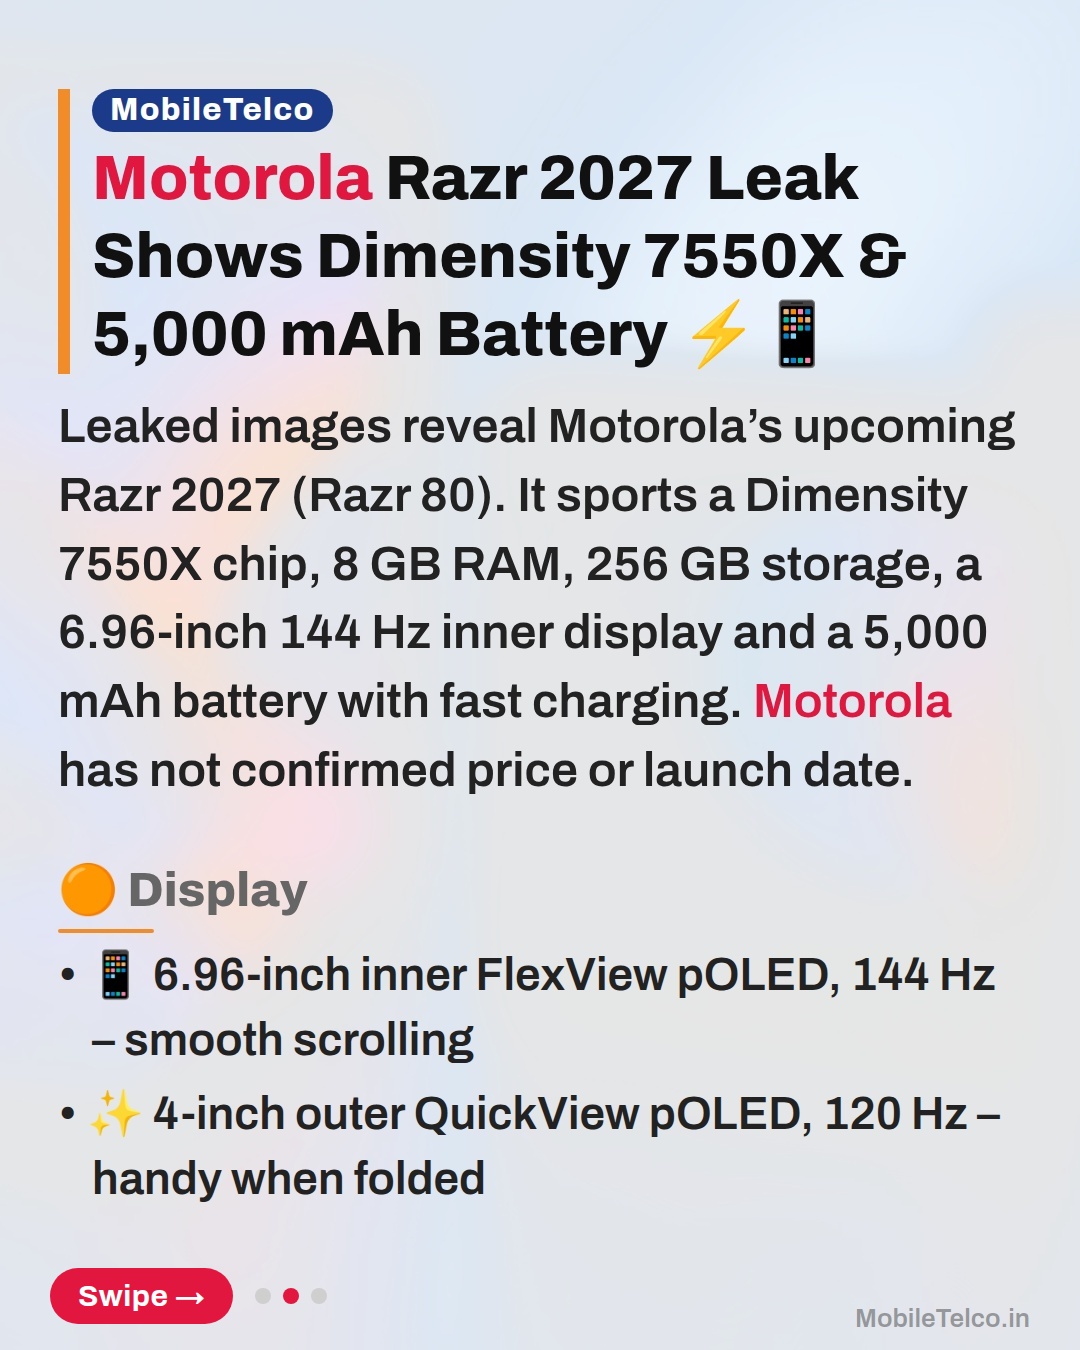 MobileTelco
Motorola Razr 2027 Leak
Shows Dimensity 7550X &
5,000 mAh Battery ⚡📱
Leaked images reveal Motorola’s upcoming
Razr 2027 (Razr 80). It sports a Dimensity
7550X chip, 8 GB RAM, 256 GB storage, a
6.96-inch 144 Hz inner display and a 5,000
mAh battery with fast charging. Motorola
has not confirmed price or launch date.
🟠 Display
• 📱 6.96-inch inner FlexView pOLED, 144 Hz
– smooth scrolling
• ✨ 4-inch outer QuickView pOLED, 120 Hz –
handy when folded
Swipe →
MobileTelco.in